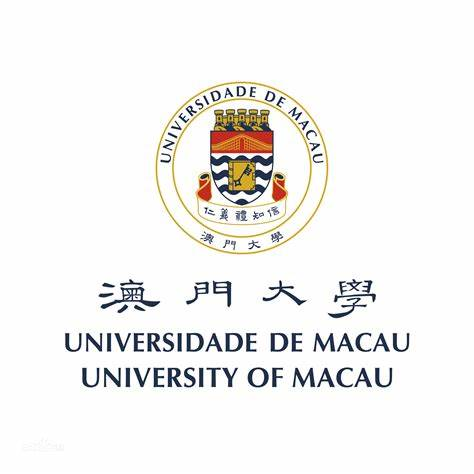 UNIVERSIDADE DE MACAU
仁義禮知信
澳門大學
澳門大學
UNIVERSIDADE DE MACAU
UNIVERSITY OF MACAU